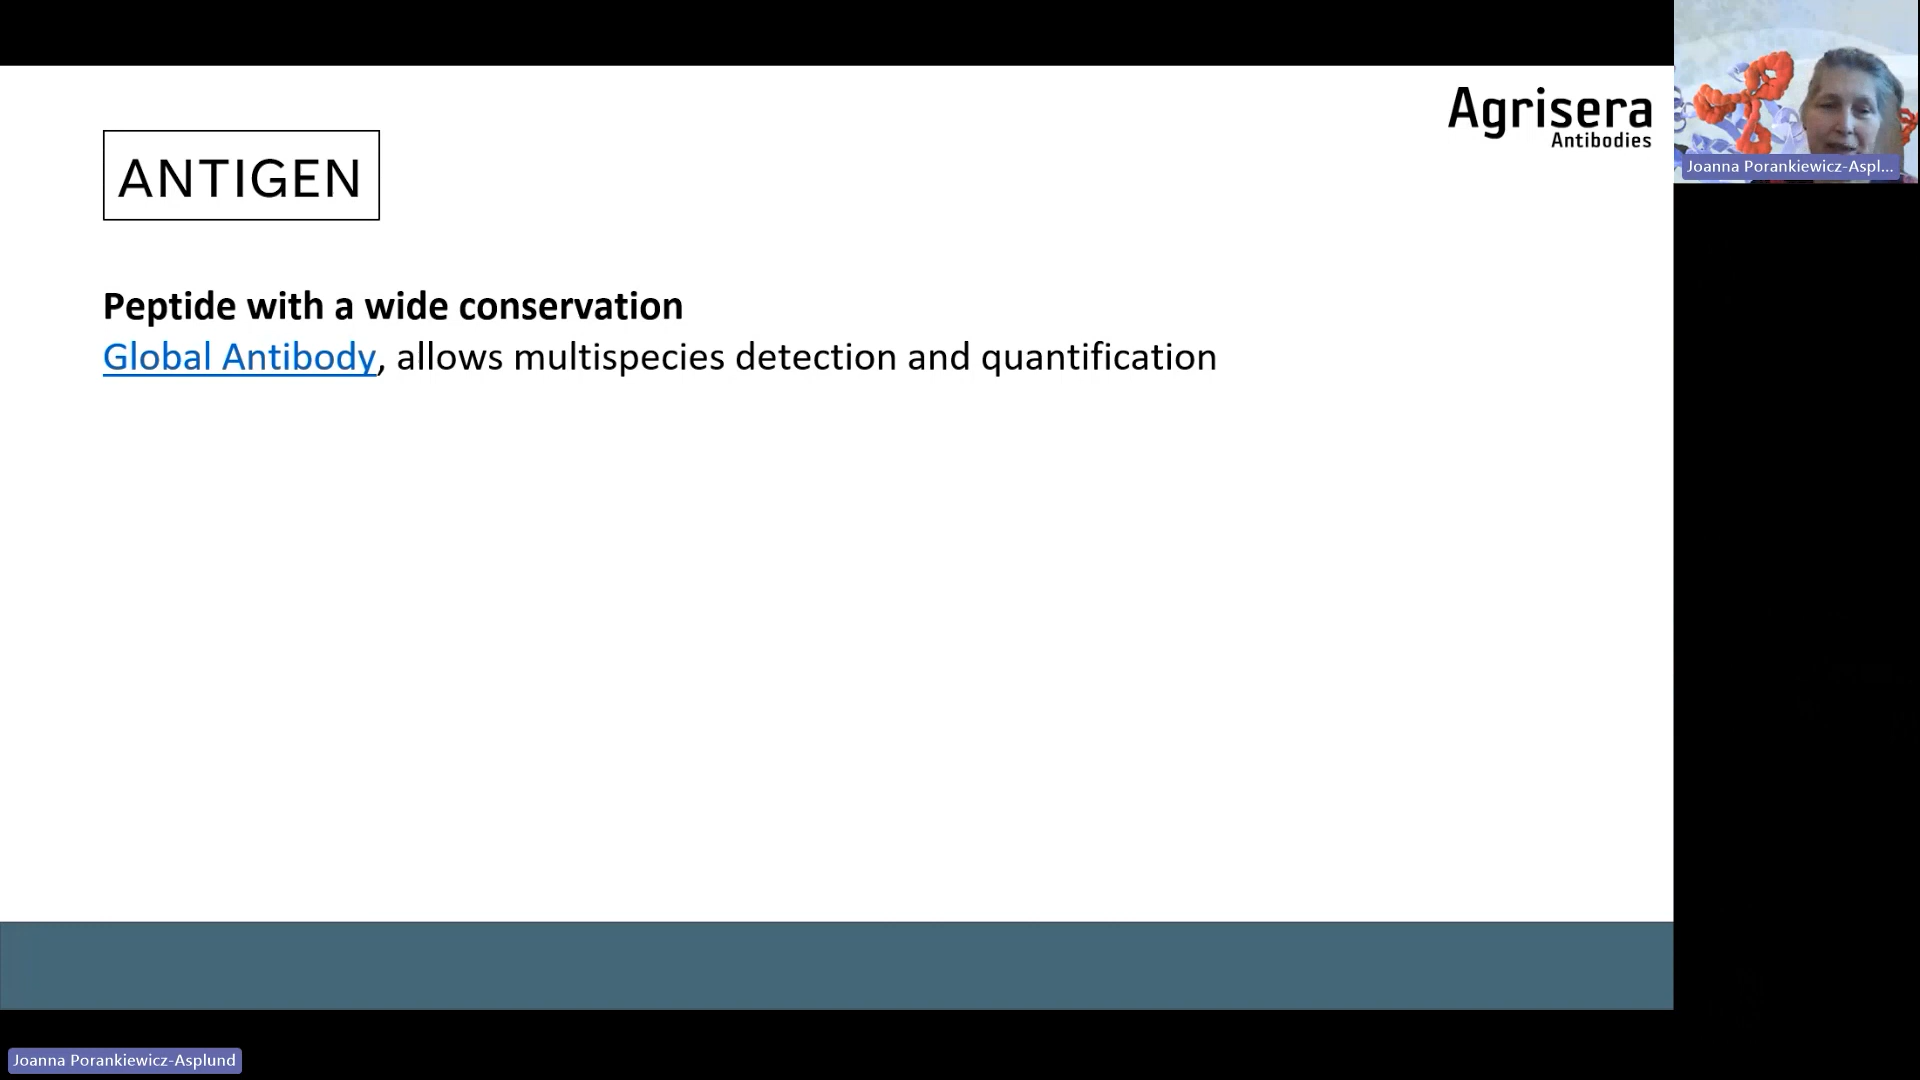 Agrisera
Antibodies
Joanna Porankiewicz-Aspl...
ANTIGEN
Peptide with a wide conservation
Global Antibody, allows multispecies detection and quantification
Joanna Porankiewicz-Asplund